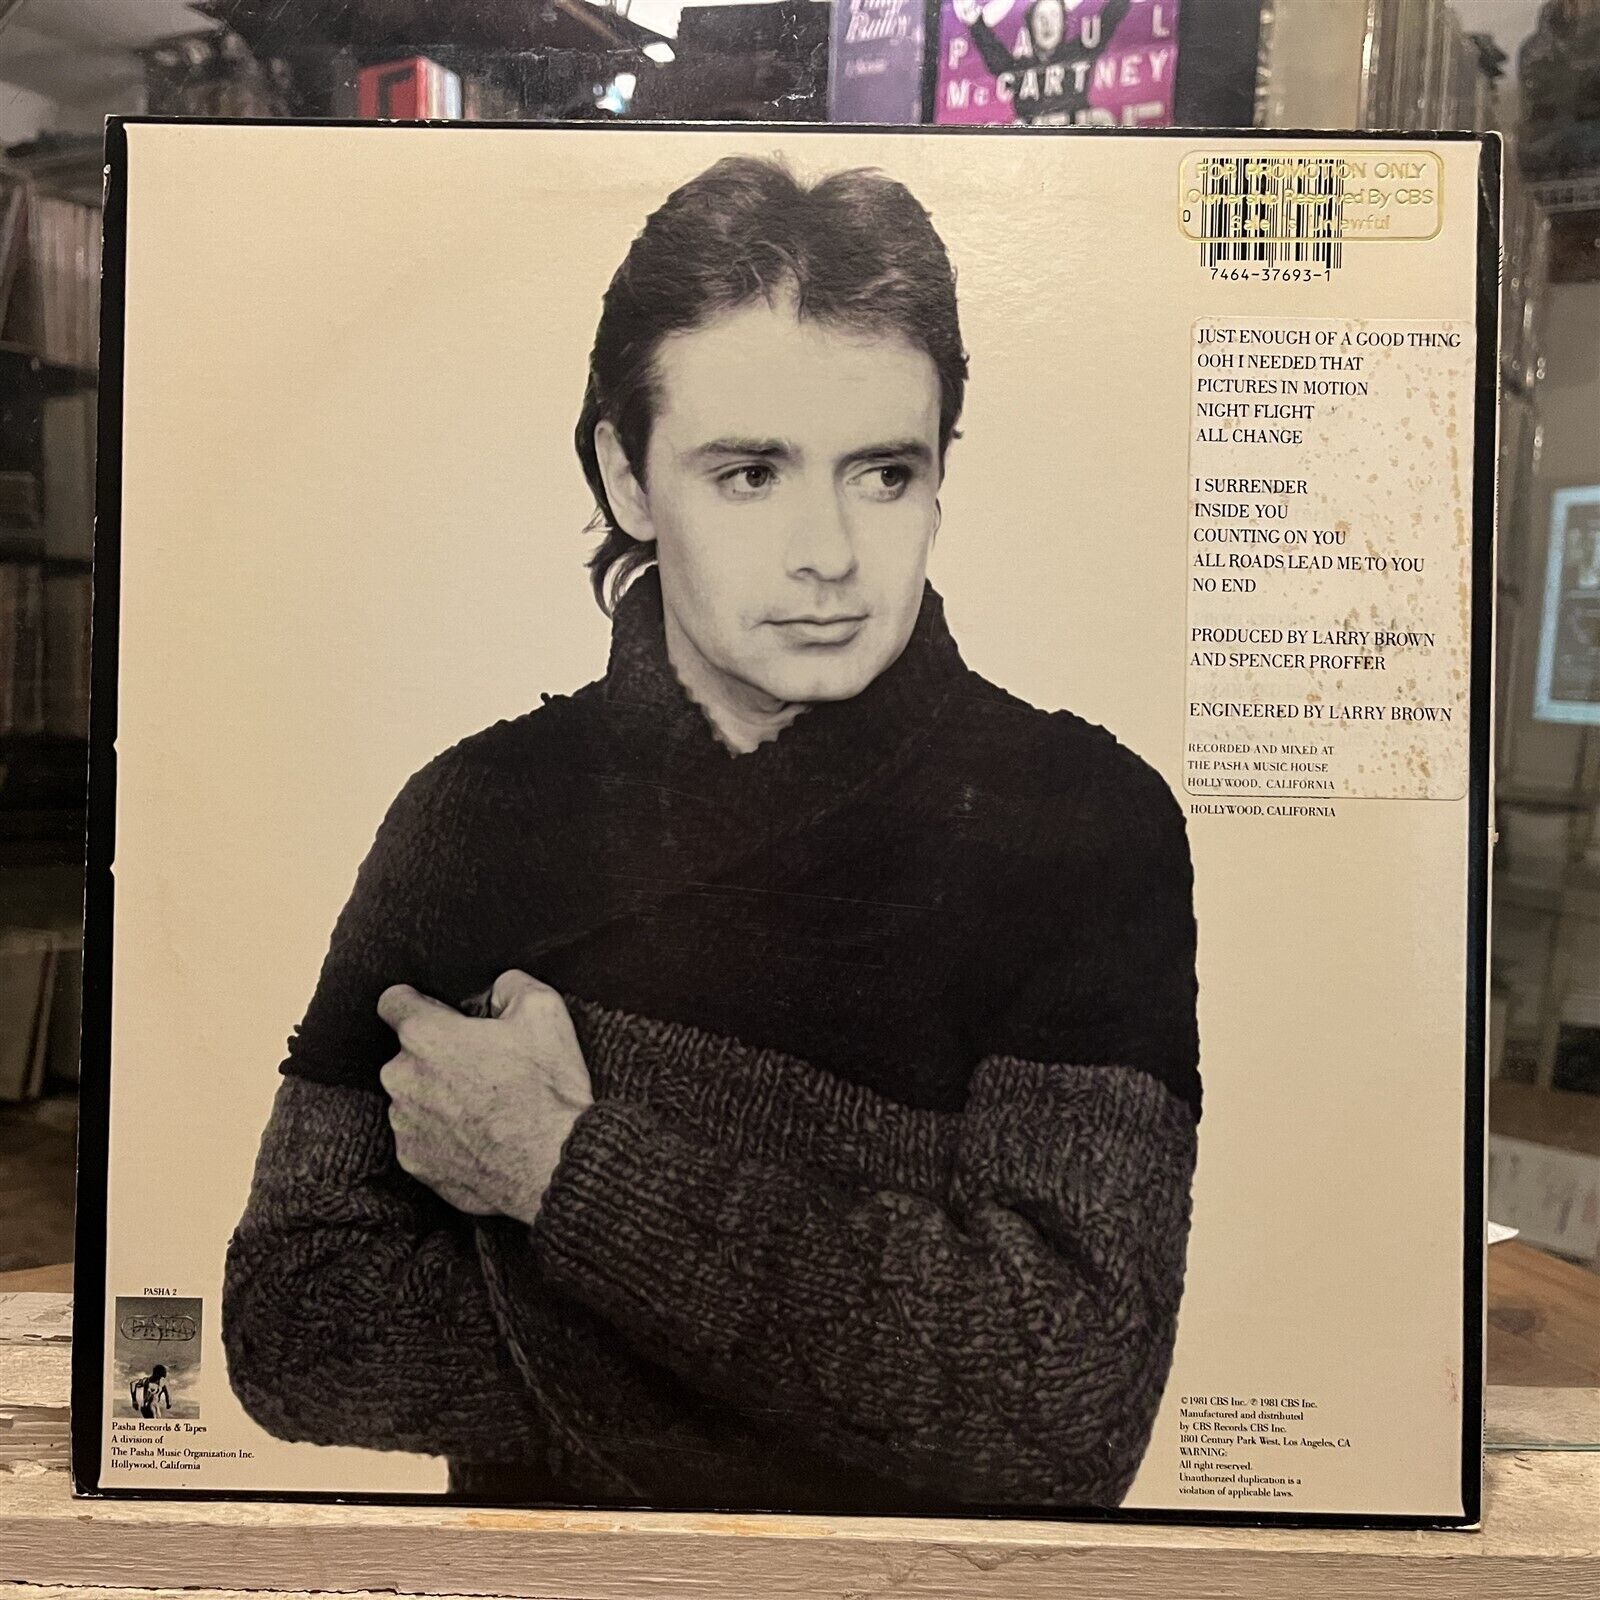 PAUL
McCARTNEY
FOR PROMOTION ONLY
Ownership Reserved By CBS
Sale is Unlawful
0
7464-37693-1
JUST ENOUGH OF A GOOD THING
OOH I NEEDED THAT
PICTURES IN MOTION
NIGHT FLIGHT
ALL CHANGE
I SURRENDER
INSIDE YOU
COUNTING ON YOU
ALL ROADS LEAD ME TO YOU
NO END
PRODUCED BY LARRY BROWN
AND SPENCER PROFFER
ENGINEERED BY LARRY BROWN
RECORDED AND MIXED AT
THE PASHA MUSIC HOUSE
HOLLYWOOD, CALIFORNIA
HOLLYWOOD, CALIFORNIA
PASHA 2
PASHA
Pasha Records & Tapes
A division of
The Pasha Music Organization Inc.
Hollywood, California
© 1981 CBS Inc. ℗ 1981 CBS Inc.
Manufactured and distributed
by CBS Records CBS Inc.
1801 Century Park West, Los Angeles, CA
WARNING:
All right reserved.
Unauthorized duplication is a
violation of applicable laws.